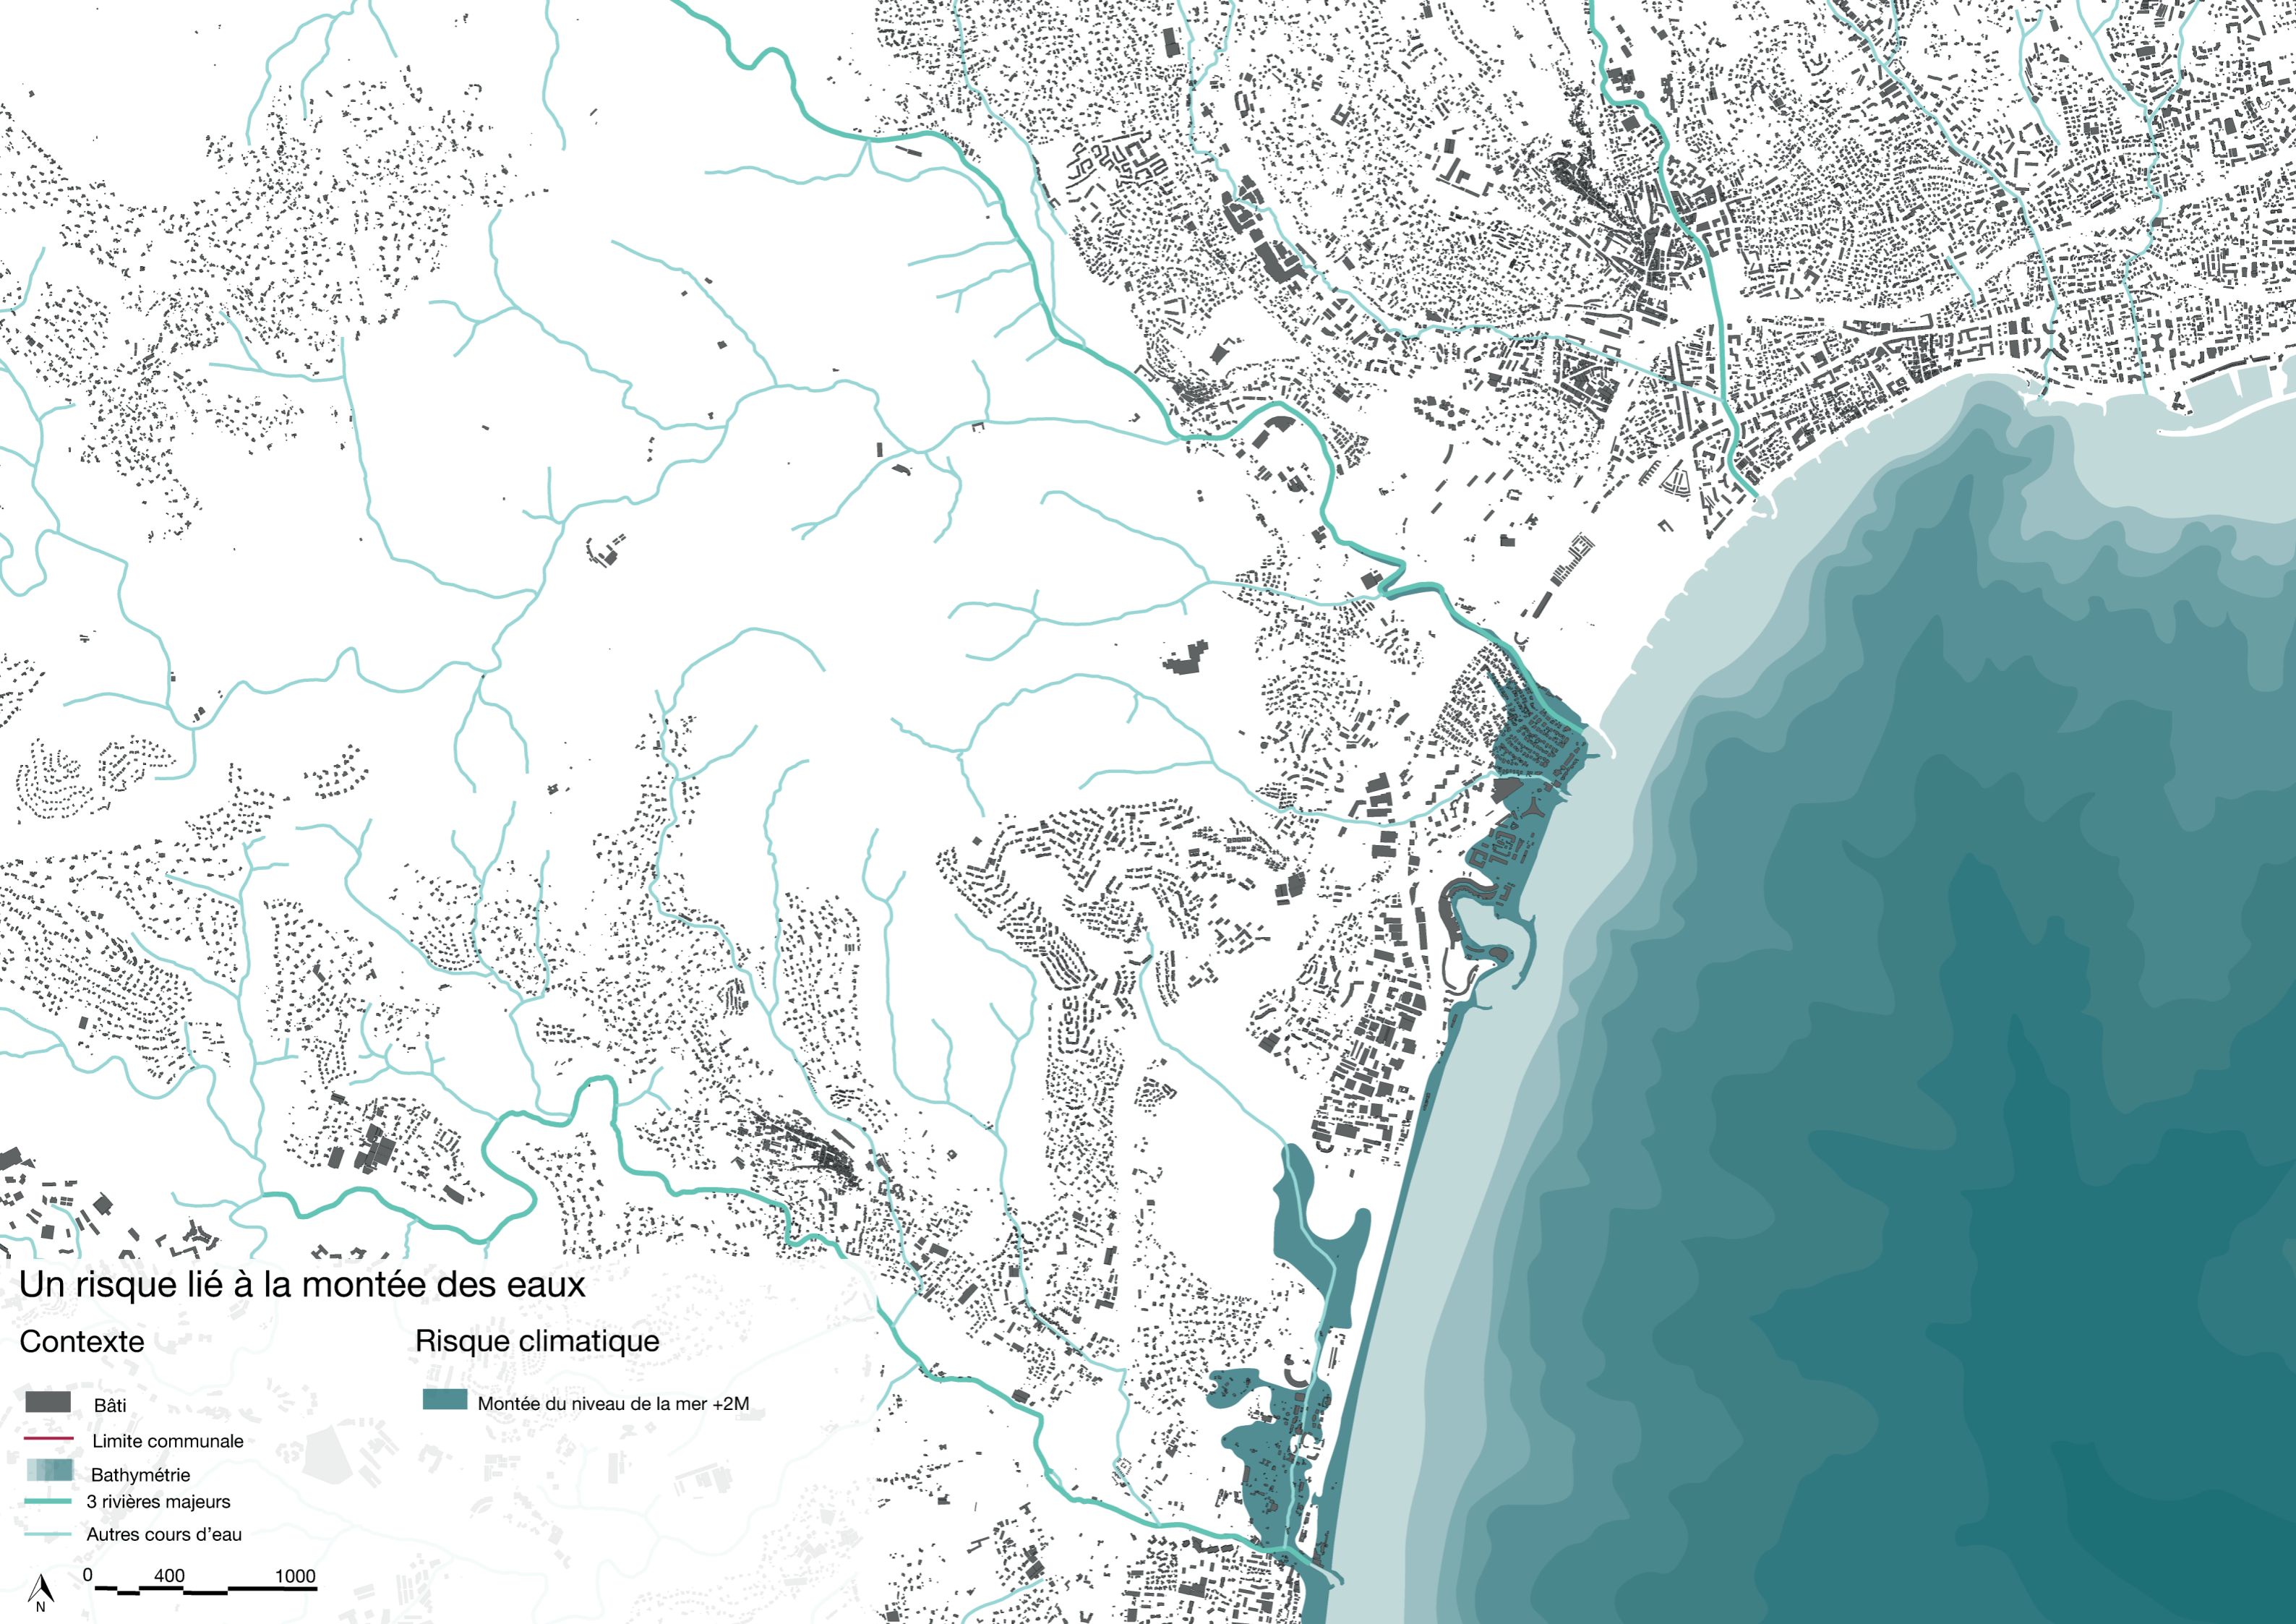 Un risque lié à la montée des eaux
Contexte
Bâti
Limite communale
Bathymétrie
3 rivières majeurs
Autres cours d'eau
Risque climatique
Montée du niveau de la mer +2M
0 400 1000
N